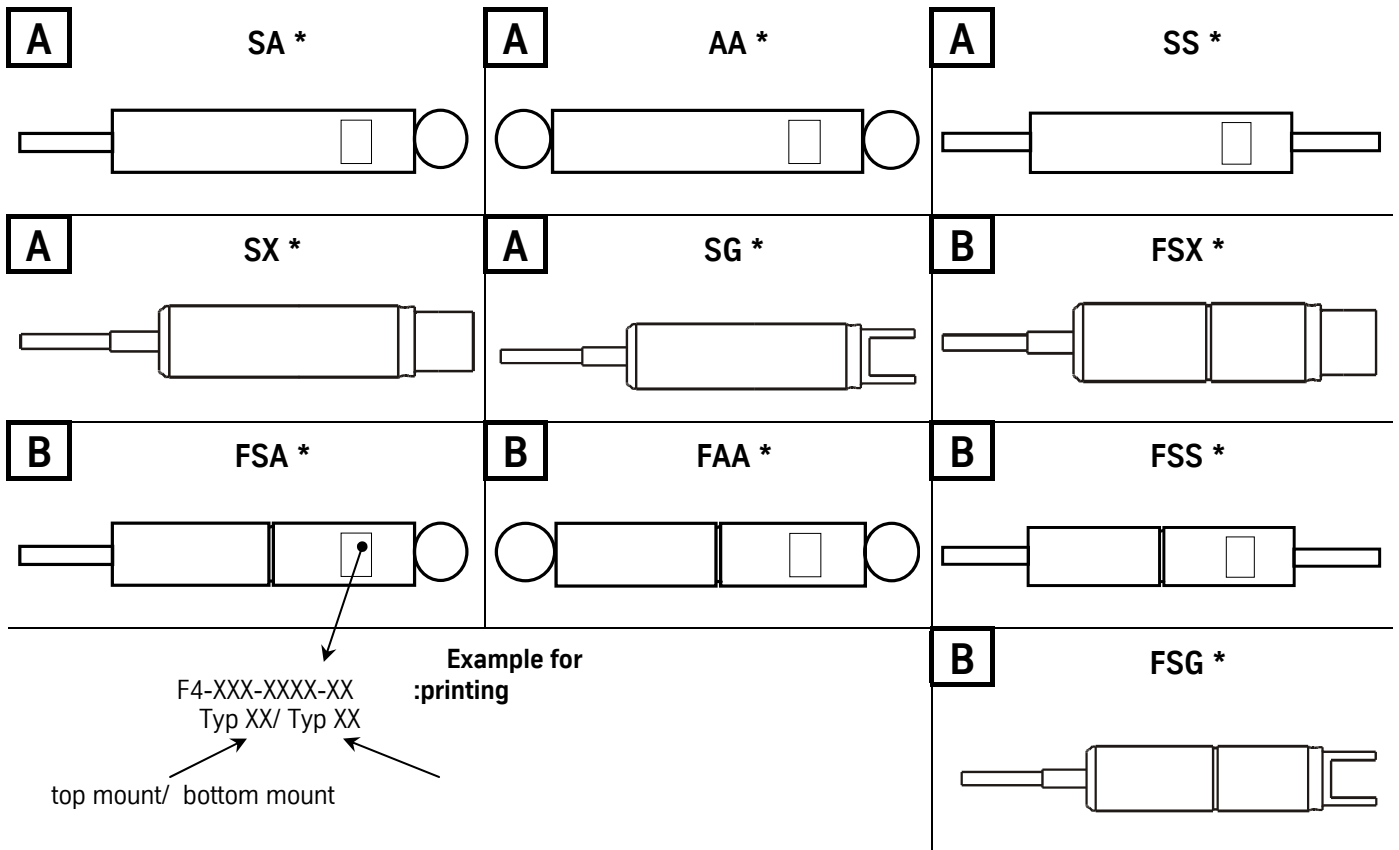 A
SA *
A
AA *
A
SS *
A
SX *
A
SG *
B
FSX *
B
FSA *
B
FAA *
B
FSS *
Example for
:printing
F4-XXX-XXXX-XX
Typ XX/ Typ XX
top mount/ bottom mount
B
FSG *